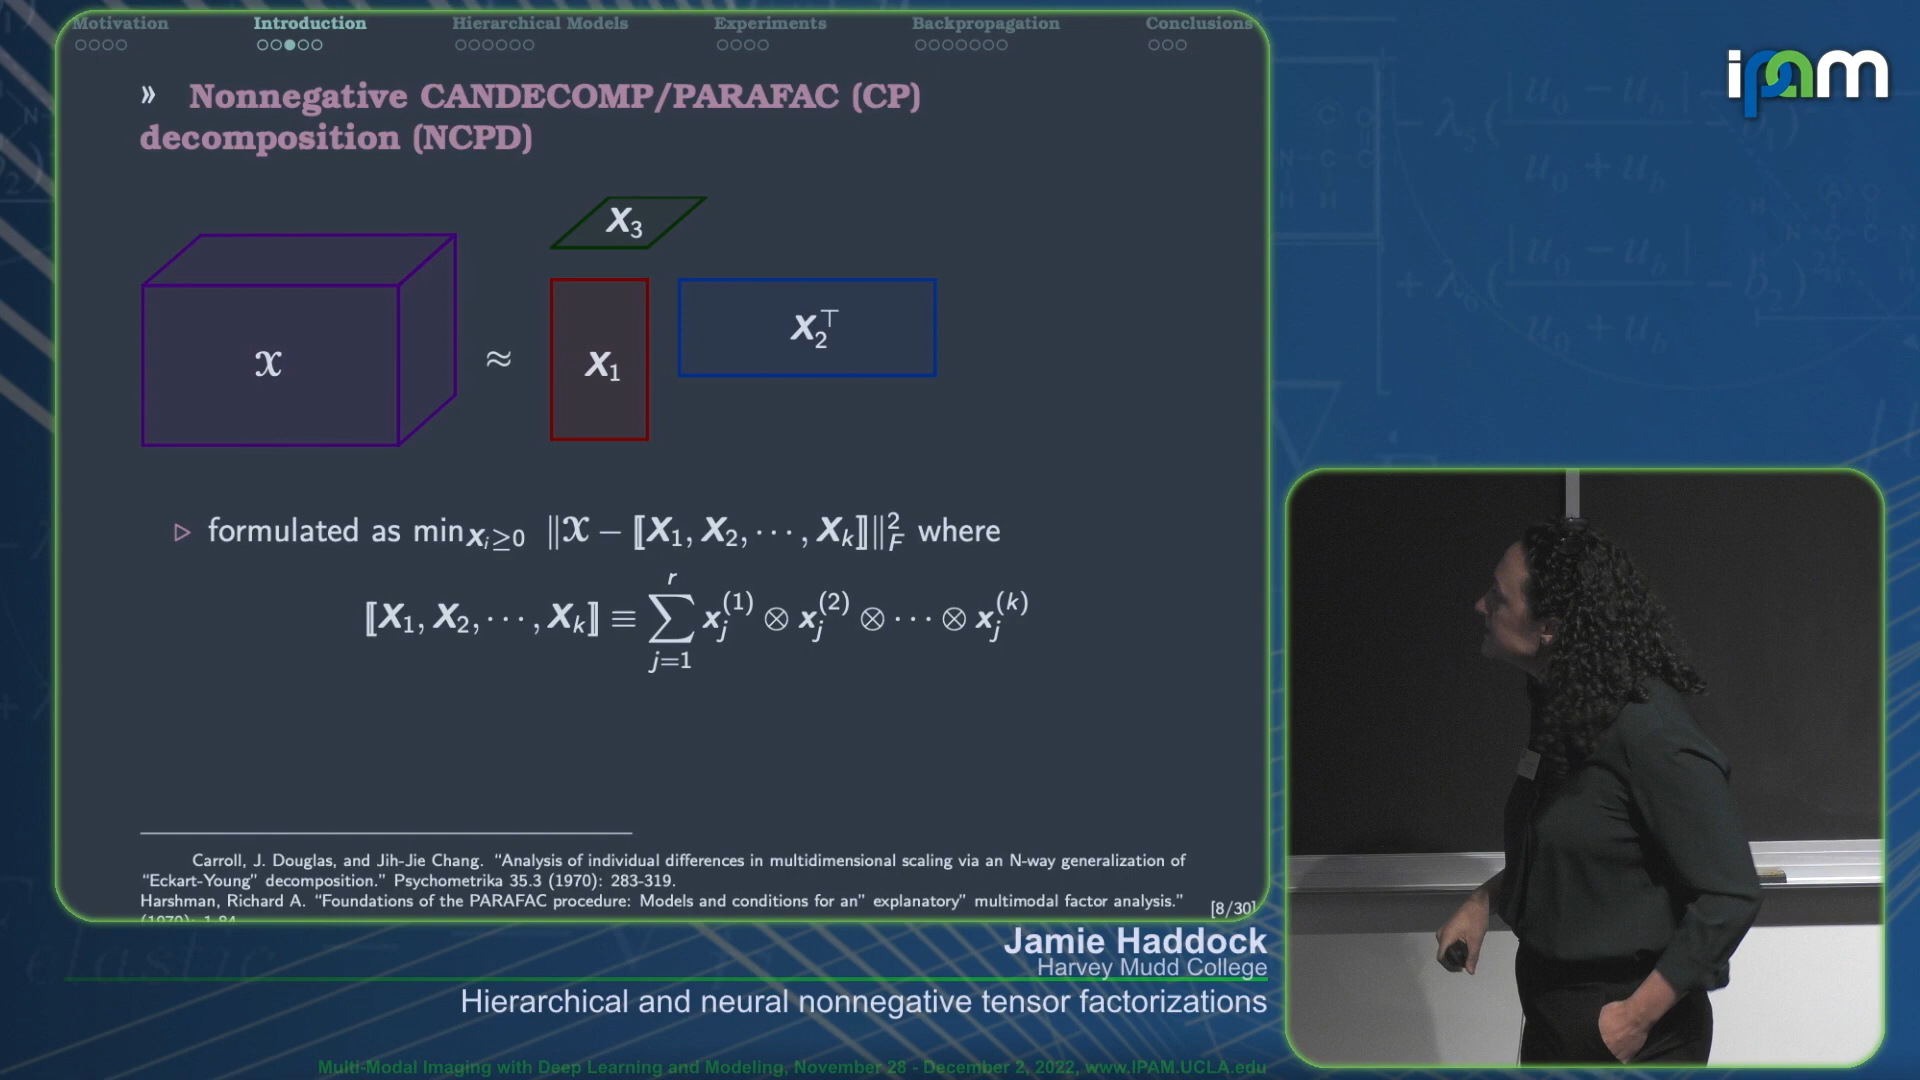 Motivation Introduction Hierarchical Models Experiments Backpropagation Conclusions
» Nonnegative CANDECOMP/PARAFAC (CP)
decomposition (NCPD)
X₃
𝒳 ≈ X₁ X₂^⊤
▷ formulated as min_{Xᵢ≥0} ‖𝒳 − ⟦X₁, X₂, ⋯, X_k⟧‖²_F where
⟦X₁, X₂, ⋯, X_k⟧ ≡ ∑_{j=1}^{r} x_j^{(1)} ⊗ x_j^{(2)} ⊗ ⋯ ⊗ x_j^{(k)}
Carroll, J. Douglas, and Jih-Jie Chang. “Analysis of individual differences in multidimensional scaling via an N-way generalization of
“Eckart-Young” decomposition.” Psychometrika 35.3 (1970): 283-319.
Harshman, Richard A. “Foundations of the PARAFAC procedure: Models and conditions for an” explanatory” multimodal factor analysis.”
(1970): 1-84
[8/30]
ipam
Jamie Haddock
Harvey Mudd College
Hierarchical and neural nonnegative tensor factorizations
Multi-Modal Imaging with Deep Learning and Modeling, November 28 - December 2, 2022, www.IPAM.UCLA.edu